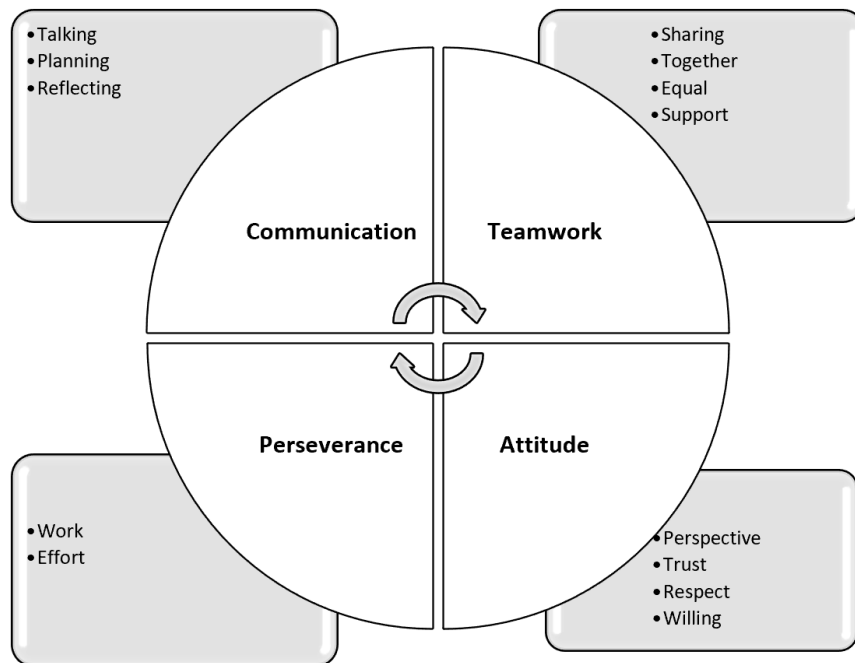 •Talking
•Planning
•Reflecting
•Sharing
•Together
•Equal
•Support
Communication
Teamwork
Perseverance
Attitude
•Work
•Effort
•Perspective
•Trust
•Respect
•Willing